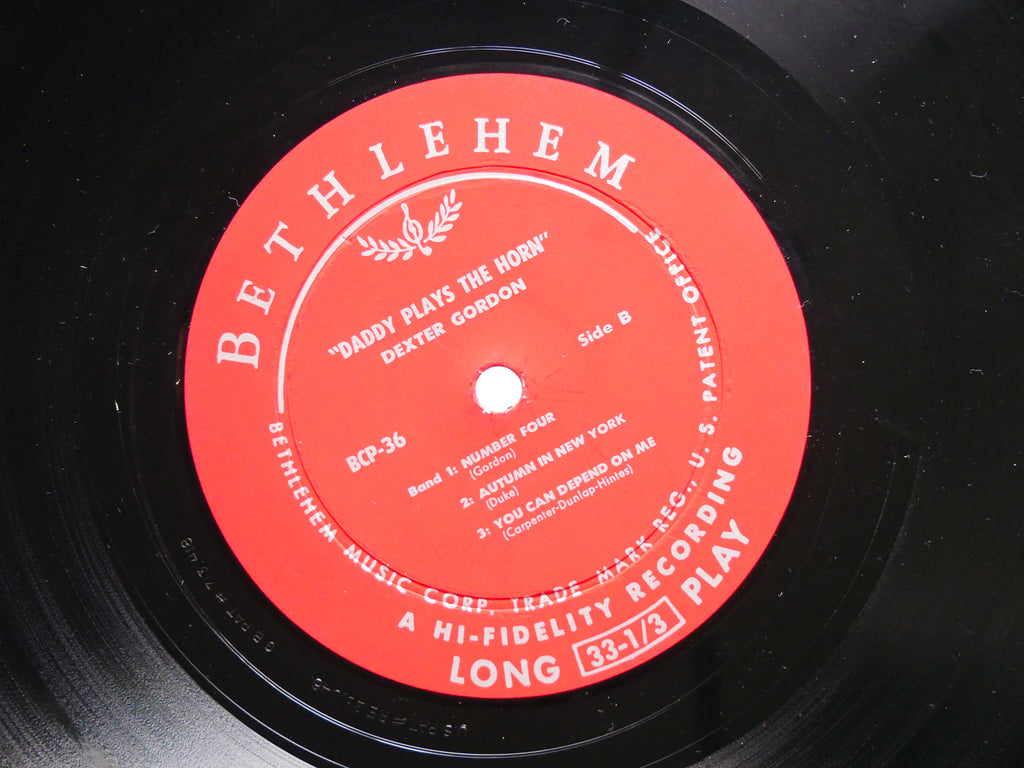 BETHLEHEM
"DADDY PLAYS THE HORN"
DEXTER GORDON
Side B
BCP-36
Band 1: NUMBER FOUR
(Gordon)
2: AUTUMN IN NEW YORK
(Duke)
3: YOU CAN DEPEND ON ME
(Carpenter-Dunlap-Hines)
BETHLEHEM MUSIC CORP. TRADE MARK REG., U. S. PATENT OFFICE
A HI-FIDELITY RECORDING
LONG 33-1/3 PLAY